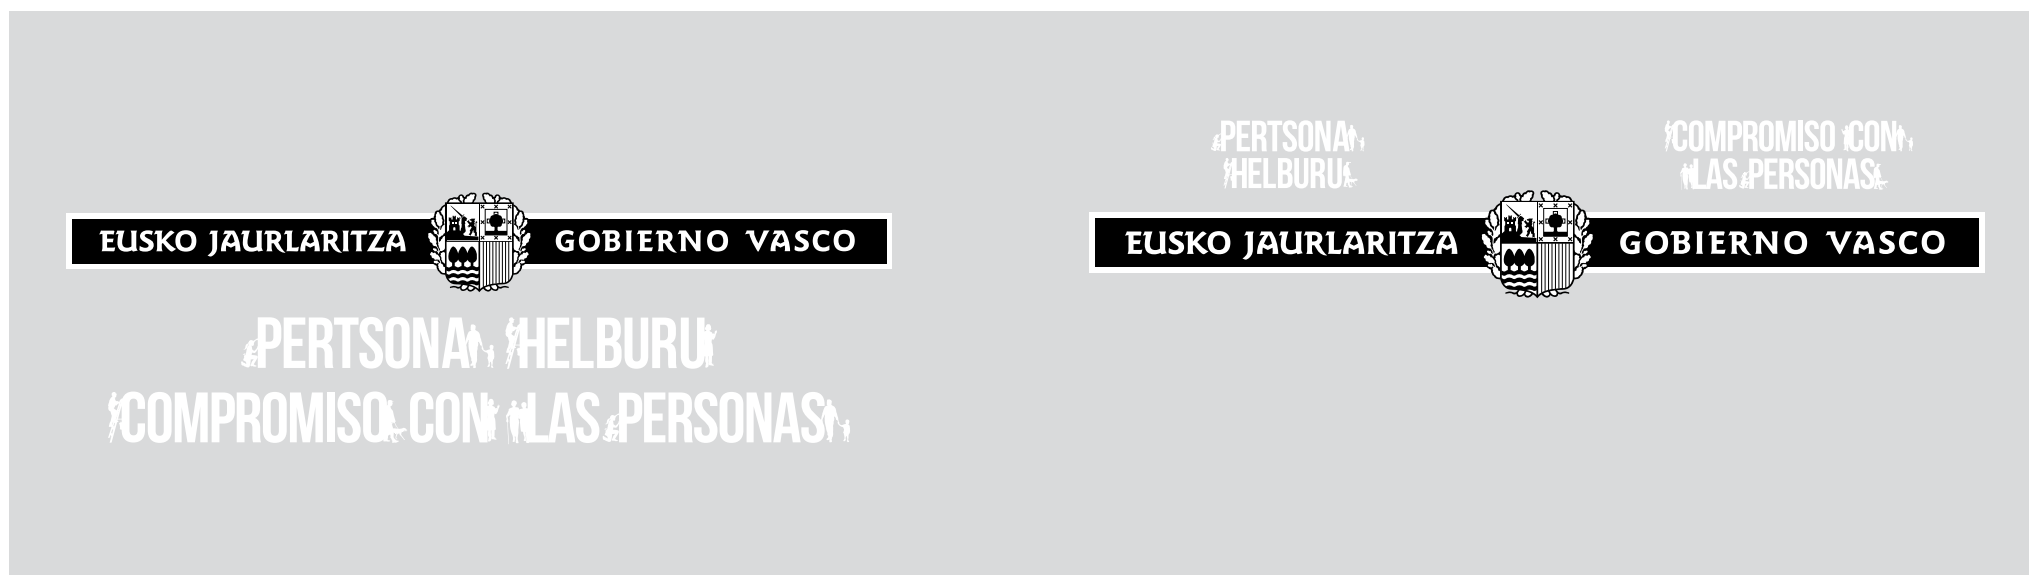 EUSKO JAURLARITZA GOBIERNO VASCO
PERTSONA HELBURU
COMPROMISO CON LAS PERSONAS
PERTSONA
HELBURU
COMPROMISO CON
LAS PERSONAS
EUSKO JAURLARITZA GOBIERNO VASCO